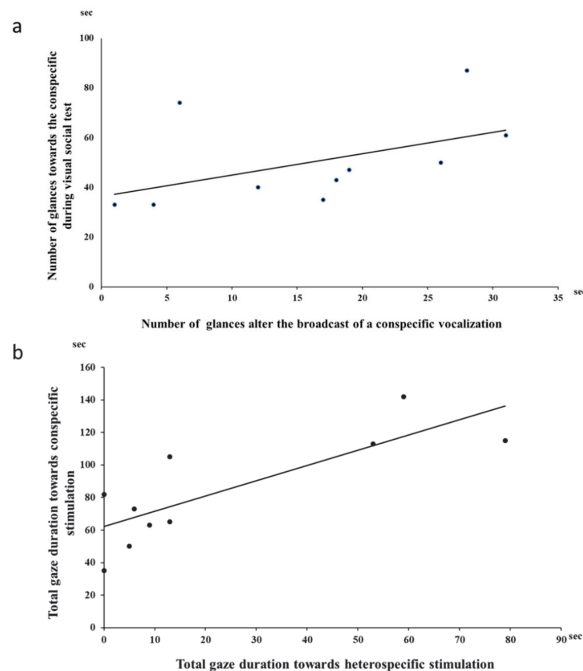 a
sec
Number of glances towards the conspecific
during visual social test
100
80
60
40
20
0
0 5 10 15 20 25 30 35
sec
Number of glances alter the broadcast of a conspecific vocalization
b
sec
Total gaze duration towards conspecific
stimulation
160
140
120
100
80
60
40
20
0
0 10 20 30 40 50 60 70 80 90
sec
Total gaze duration towards heterospecific stimulation